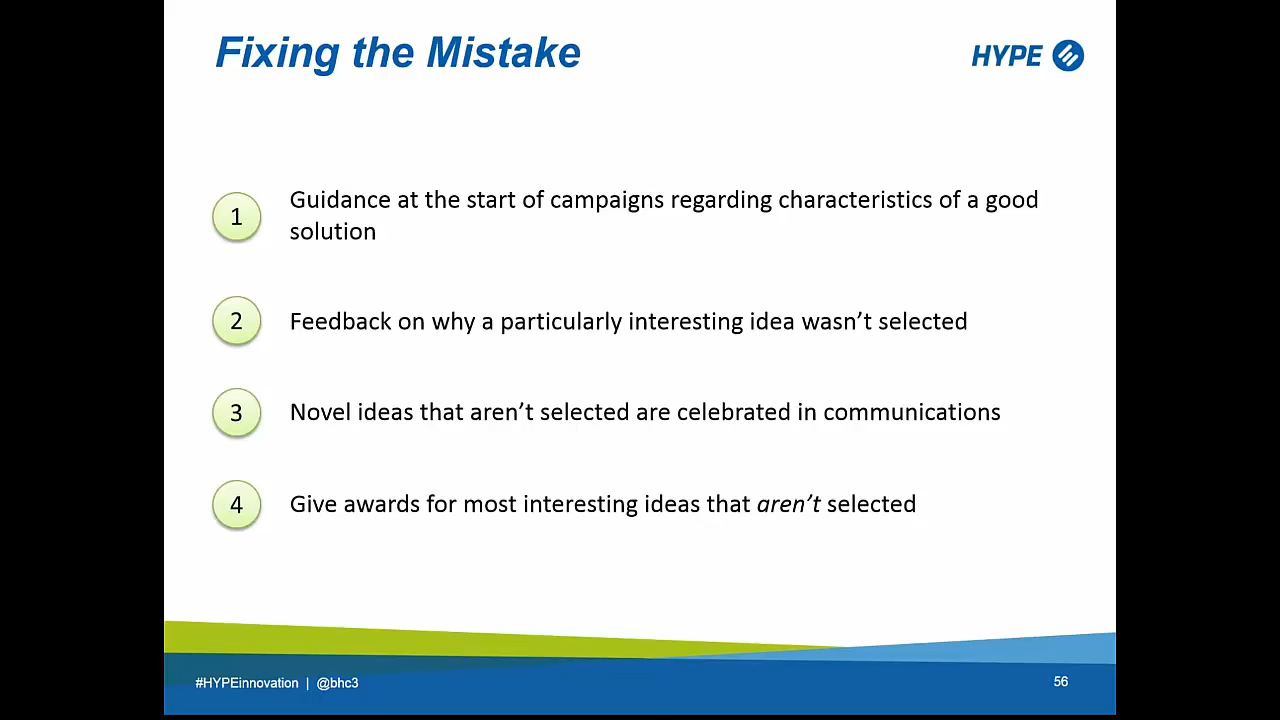 Fixing the Mistake
HYPE
1
Guidance at the start of campaigns regarding characteristics of a good
solution
2
Feedback on why a particularly interesting idea wasn’t selected
3
Novel ideas that aren’t selected are celebrated in communications
4
Give awards for most interesting ideas that aren’t selected
#HYPEinnovation | @bhc3
56